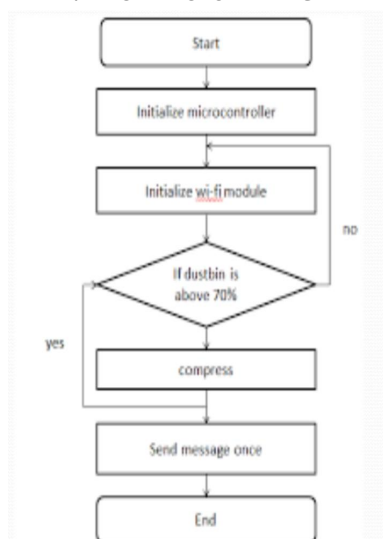 Start
Initialize microcontroller
Initialize wi-fi module
no
If dustbin is
above 70%
yes
compress
Send message once
End